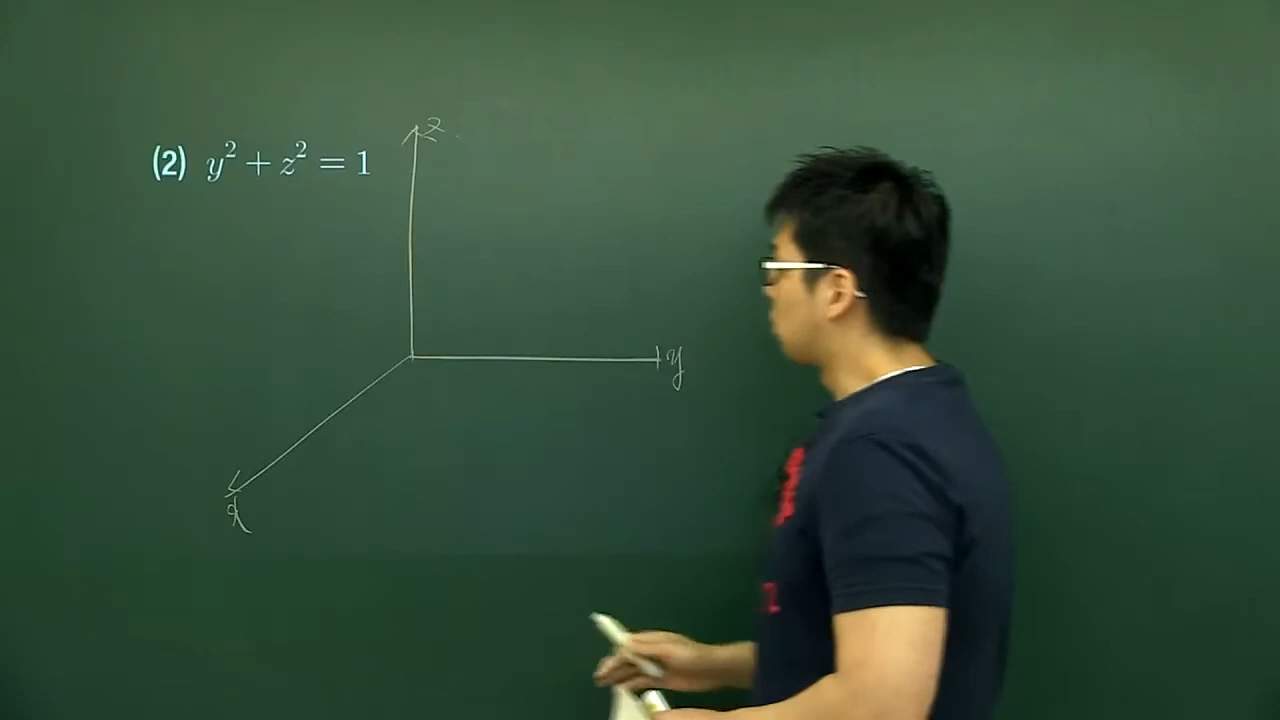 (2) y² + z² = 1
z
y
x